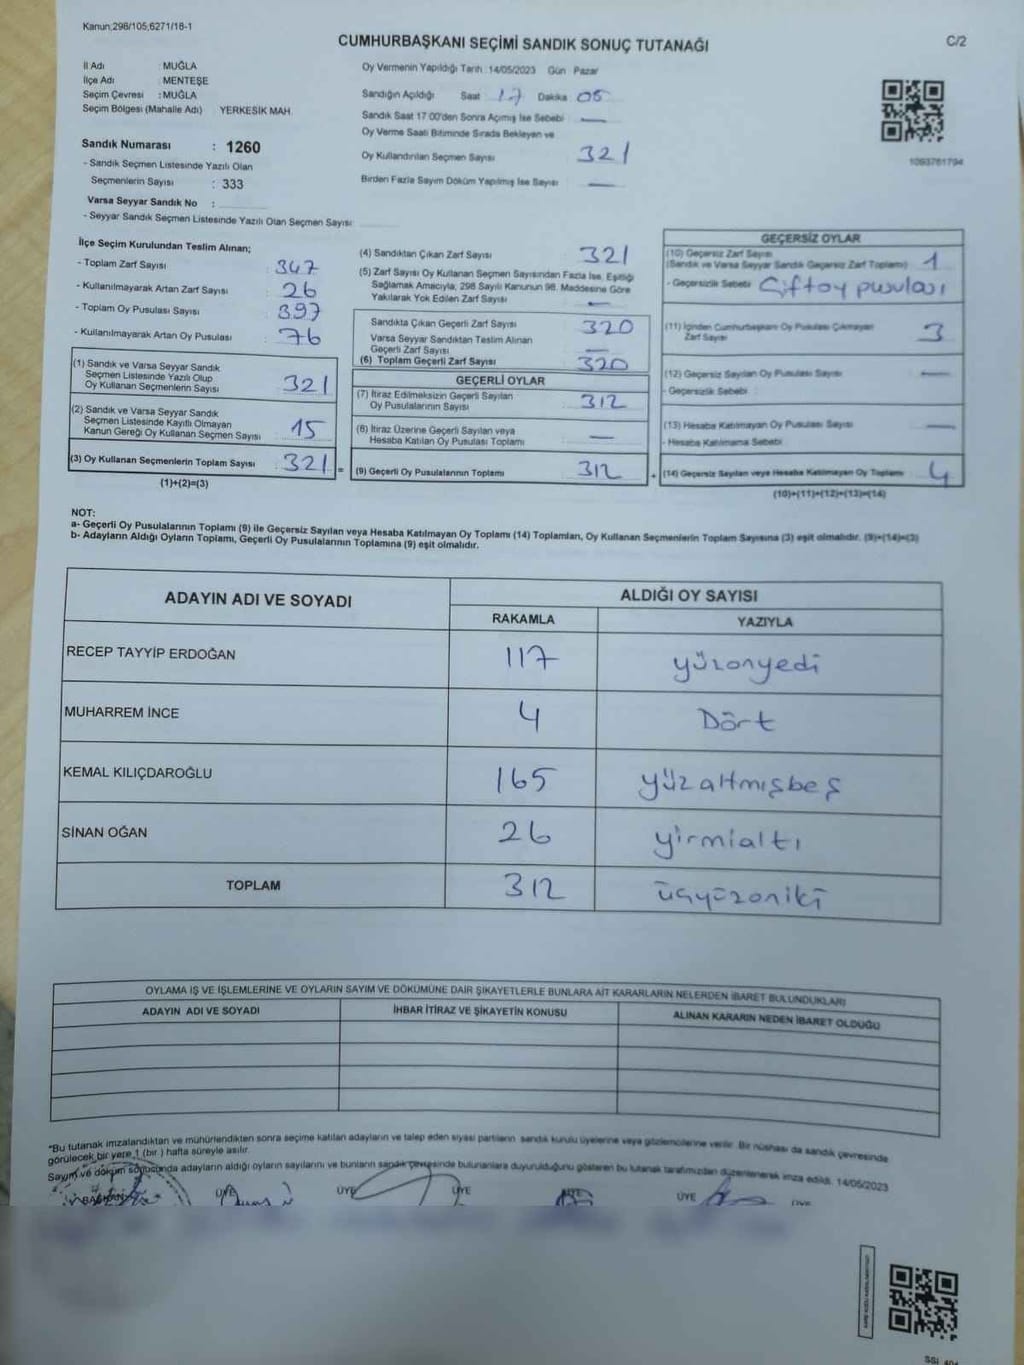 Kanun;298/105;6271/18-1
CUMHURBAŞKANI SEÇİMİ SANDIK SONUÇ TUTANAĞI
C/2
İl Adı : MUĞLA
İlçe Adı : MENTEŞE
Seçim Çevresi : MUĞLA
Seçim Bölgesi (Mahalle Adı) YERKESİK MAH.
Sandık Numarası : 1260
- Sandık Seçmen Listesinde Yazılı Olan
Seçmenlerin Sayısı : 333
Varsa Seyyar Sandık No :
- Seyyar Sandık Seçmen Listesinde Yazılı Olan Seçmen Sayısı
Oy Vermenin Yapıldığı Tarih :14/05/2023 Gün Pazar
Sandığın Açıldığı Saat 17 Dakika 05
Sandık Saat 17:00'den Sonra Açımış İse Sebebi —
Oy Verme Saati Bitiminde Sırada Bekleyen ve
Oy Kullandırılan Seçmen Sayısı 321
Birden Fazla Sayım Döküm Yapılmış İse Sayısı —
1093761794
İlçe Seçim Kurulundan Teslim Alınan;
- Toplam Zarf Sayısı : 347
- Kullanılmayarak Artan Zarf Sayısı : 26
- Toplam Oy Pusulası Sayısı : 397
- Kullanılmayarak Artan Oy Pusulası : 76
(1) Sandık ve Varsa Seyyar Sandık
Seçmen Listesinde Yazılı Olup
Oy Kullanan Seçmenlerin Sayısı : 321
(2) Sandık ve Varsa Seyyar Sandık
Seçmen Listesinde Kayıtlı Olmayan
Kanun Gereği Oy Kullanan Seçmen Sayısı : 15
(3) Oy Kullanan Seçmenlerin Toplam Sayısı : 321 =
(1)+(2)=(3)
(4) Sandıktan Çıkan Zarf Sayısı 321
(5) Zarf Sayısı Oy Kullanan Seçmen Sayısından Fazla İse, Eşitliği
Sağlamak Amacıyla; 298 Sayılı Kanunun 98. Maddesine Göre
Yakılarak Yok Edilen Zarf Sayısı —
Sandıkta Çıkan Geçerli Zarf Sayısı 320
Varsa Seyyar Sandıktan Teslim Alınan
Geçerli Zarf Sayısı —
(6) Toplam Geçerli Zarf Sayısı 320
GEÇERLİ OYLAR
(7) İtiraz Edilmeksizin Geçerli Sayılan
Oy Pusulalarının Sayısı 312
(8) İtiraz Üzerine Geçerli Sayılan veya
Hesaba Katılan Oy Pusulası Toplamı —
(9) Geçerli Oy Pusulalarının Toplamı 312 +
GEÇERSİZ OYLAR
(10) Geçersiz Zarf Sayısı
(Sandık ve Varsa Seyyar Sandık Geçersiz Zarf Toplamı) 1
- Geçersizlik Sebebi Çiftoy pusulası
(11) İçinden Cumhurbaşkanı Oy Pusulası Çıkmayan
Zarf Sayısı 3
(12) Geçersiz Sayılan Oy Pusulası Sayısı —
- Geçersizlik Sebebi :
(13) Hesaba Katılmayan Oy Pusulası Sayısı —
- Hesaba Katılmama Sebebi
(14) Geçersiz Sayılan veya Hesaba Katılmayan Oy Toplamı 4
(10)+(11)+(12)+(13)=(14)
NOT:
a- Geçerli Oy Pusulalarının Toplamı (9) ile Geçersiz Sayılan veya Hesaba Katılmayan Oy Toplamı (14) Toplamları, Oy Kullanan Seçmenlerin Toplam Sayısına (3) eşit olmalıdır. (9)+(14)=(3)
b- Adayların Aldığı Oyların Toplamı, Geçerli Oy Pusulalarının Toplamına (9) eşit olmalıdır.
ADAYIN ADI VE SOYADI
ALDIĞI OY SAYISI
RAKAMLA YAZIYLA
RECEP TAYYİP ERDOĞAN 117 yüzonyedi
MUHARREM İNCE 4 Dört
KEMAL KILIÇDAROĞLU 165 yüzaltmışbeş
SİNAN OĞAN 26 yirmialtı
TOPLAM 312 üçyüzoniki
OYLAMA İŞ VE İŞLEMLERİNE VE OYLARIN SAYIM VE DÖKÜMÜNE DAİR ŞİKAYETLERLE BUNLARA AİT KARARLARIN NELERDEN İBARET BULUNDUKLARI
ADAYIN ADI VE SOYADI İHBAR İTİRAZ VE ŞİKAYETİN KONUSU ALINAN KARARIN NEDEN İBARET OLDUĞU
*Bu tutanak imzalandıktan ve mühürlendikten sonra seçime katılan adayların ve talep eden siyasi partilerin sandık kurulu üyelerine veya gözlemcilerine verilir. Bir nüshası da sandık çevresinde
görülecek bir yere 1 (bir) hafta süreyle asılır.
Sayım ve döküm sonucunda adayların aldığı oyların sayılarını ve bunların sandık çevresinde bulunanlara duyurulduğunu gösteren bu tutanak tarafımızdan düzenlenerek imza edildi. 14/05/2023
BAŞKAN ÜYE ÜYE ÜYE ÜYE ÜYE ÜYE